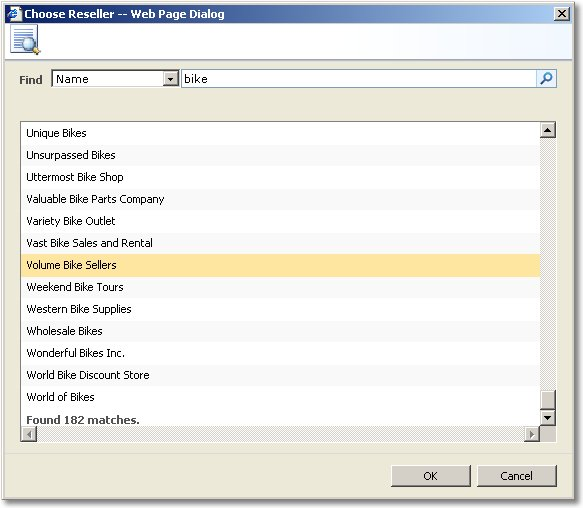 Choose Reseller -- Web Page Dialog
Find Name bike
Unique Bikes
Unsurpassed Bikes
Uttermost Bike Shop
Valuable Bike Parts Company
Variety Bike Outlet
Vast Bike Sales and Rental
Volume Bike Sellers
Weekend Bike Tours
Western Bike Supplies
Wholesale Bikes
Wonderful Bikes Inc.
World Bike Discount Store
World of Bikes
Found 182 matches.
OK Cancel